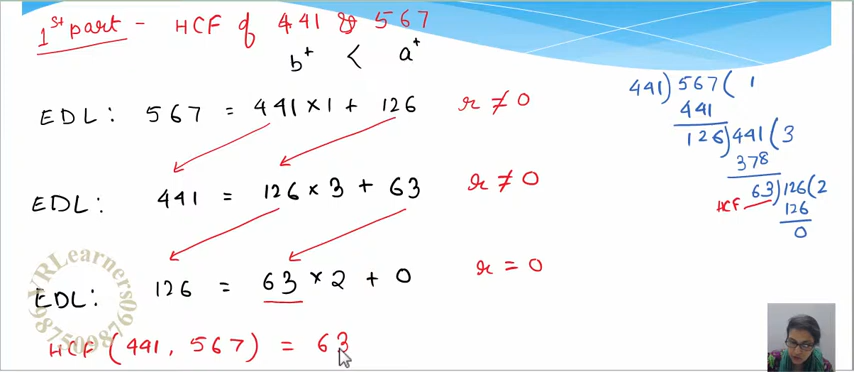 1st part - HCF of 441 & 567
b+ < a+
EDL: 567 = 441 × 1 + 126 r ≠ 0
EDL: 441 = 126 × 3 + 63 r ≠ 0
EDL: 126 = 63 × 2 + 0 r = 0
HCF (441, 567) = 63
441) 567 ( 1
441
126) 441 ( 3
378
63) 126 ( 2
HCF
126
0
VRLearners